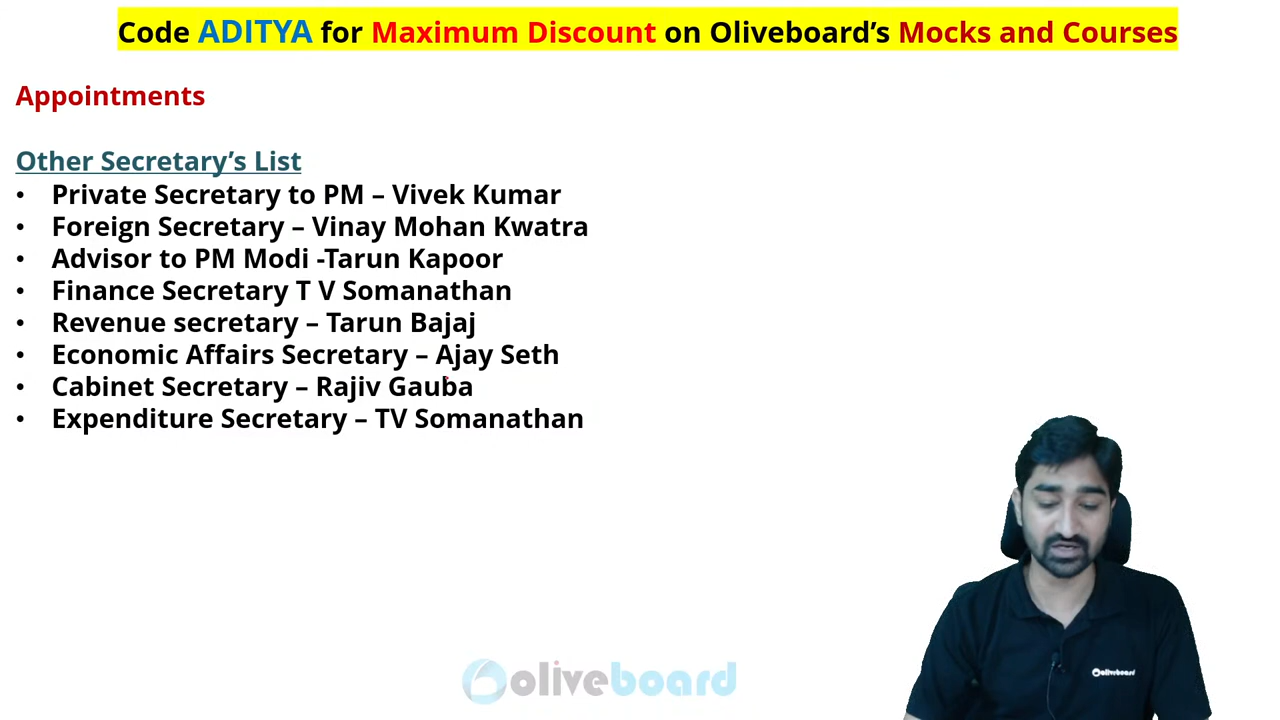 Code ADITYA for Maximum Discount on Oliveboard’s Mocks and Courses
Appointments
Other Secretary’s List
• Private Secretary to PM – Vivek Kumar
• Foreign Secretary – Vinay Mohan Kwatra
• Advisor to PM Modi -Tarun Kapoor
• Finance Secretary T V Somanathan
• Revenue secretary – Tarun Bajaj
• Economic Affairs Secretary – Ajay Seth
• Cabinet Secretary – Rajiv Gauba
• Expenditure Secretary – TV Somanathan
oliveboard
oliveboard